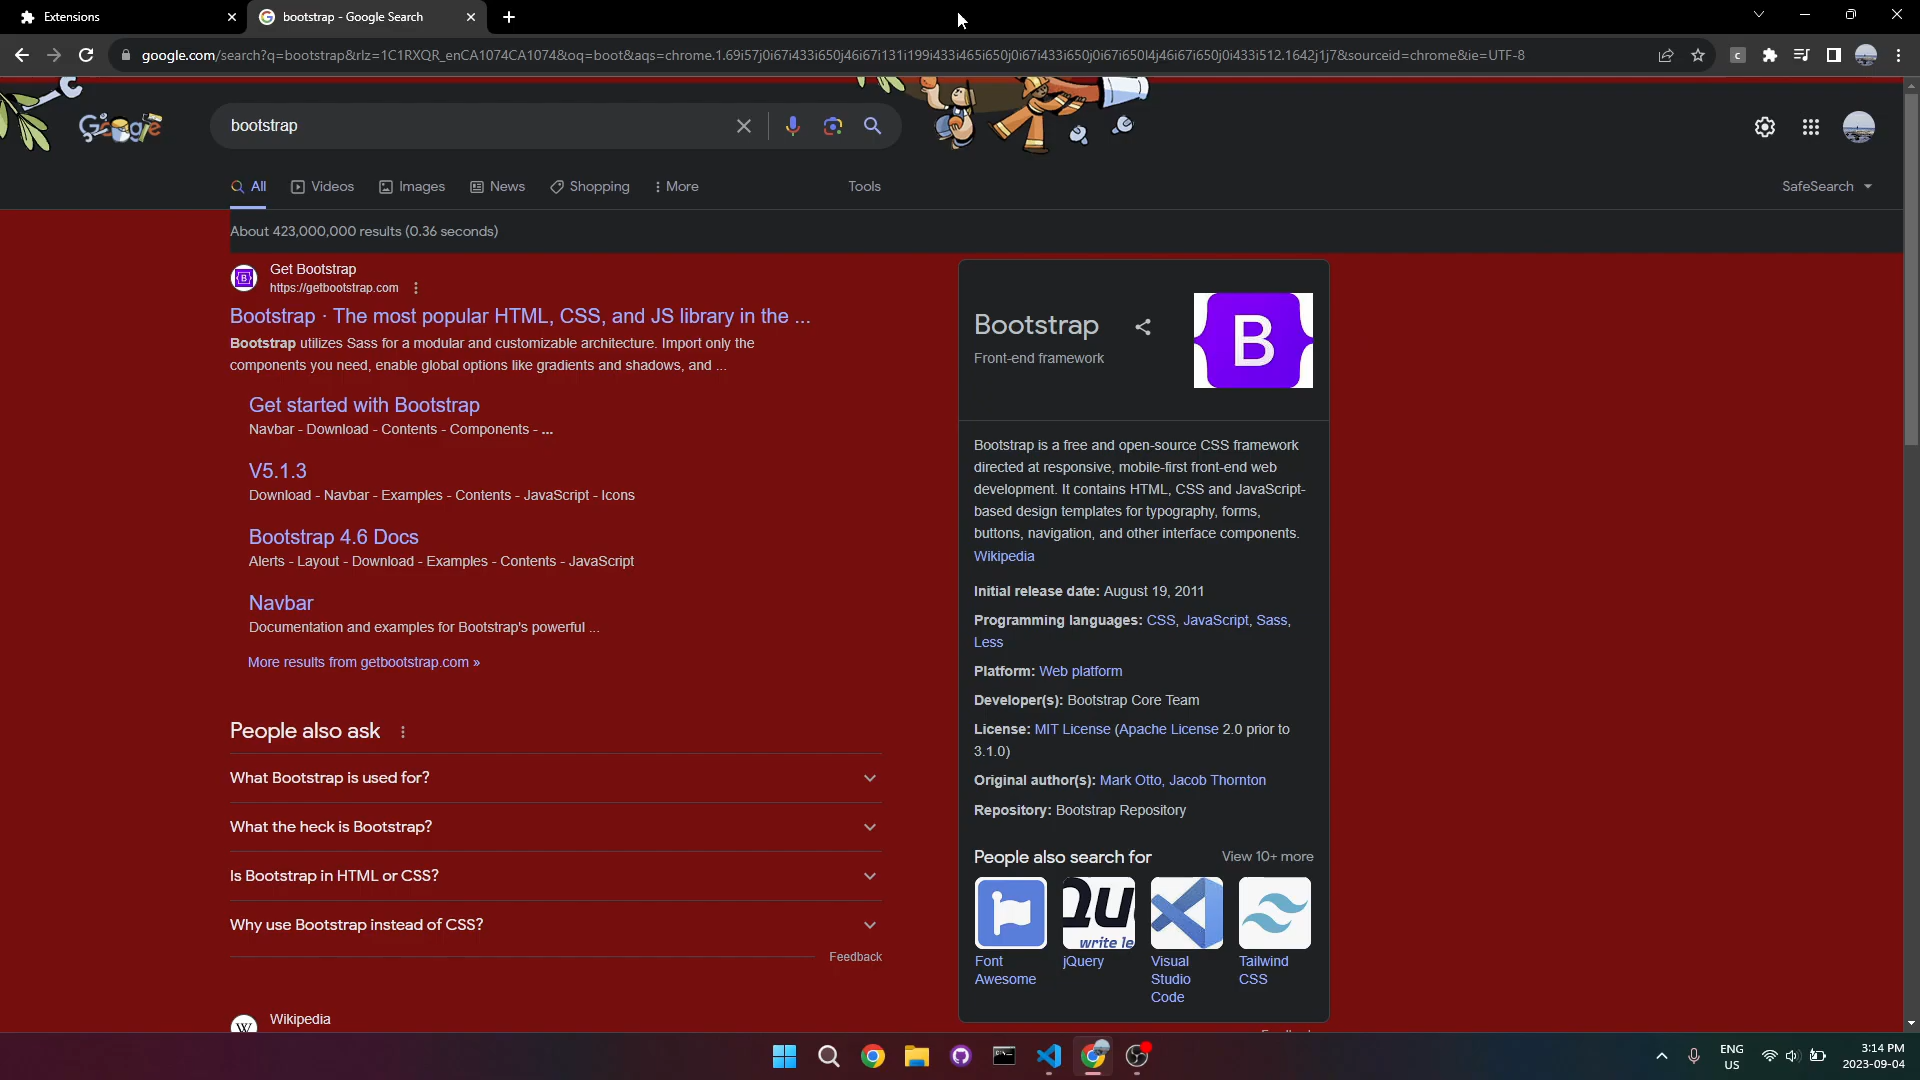 Extensions
bootstrap - Google Search
google.com/search?q=bootstrap&rlz=1C1RXQR_enCA1074CA1074&oq=boot&aqs=chrome.1.69i57j0i67i433i650j46i67i131i199i433i465i650j0i67i433i650j0i67i650l4j46i67i650j0i433i512.1642j1j7&sourceid=chrome&ie=UTF-8
Google
bootstrap
All
Videos
Images
News
Shopping
More
Tools
SafeSearch
About 423,000,000 results (0.36 seconds)
Get Bootstrap
https://getbootstrap.com
Bootstrap · The most popular HTML, CSS, and JS library in the ...
Bootstrap utilizes Sass for a modular and customizable architecture. Import only the
components you need, enable global options like gradients and shadows, and ...
Get started with Bootstrap
Navbar - Download - Contents - Components - ...
V5.1.3
Download - Navbar - Examples - Contents - JavaScript - Icons
Bootstrap 4.6 Docs
Alerts - Layout - Download - Examples - Contents - JavaScript
Navbar
Documentation and examples for Bootstrap's powerful ...
More results from getbootstrap.com »
People also ask
What Bootstrap is used for?
What the heck is Bootstrap?
Is Bootstrap in HTML or CSS?
Why use Bootstrap instead of CSS?
Feedback
W
Wikipedia
Bootstrap
Front-end framework
B
Bootstrap is a free and open-source CSS framework
directed at responsive, mobile-first front-end web
development. It contains HTML, CSS and JavaScript-
based design templates for typography, forms,
buttons, navigation, and other interface components.
Wikipedia
Initial release date: August 19, 2011
Programming languages: CSS, JavaScript, Sass,
Less
Platform: Web platform
Developer(s): Bootstrap Core Team
License: MIT License (Apache License 2.0 prior to
3.1.0)
Original author(s): Mark Otto, Jacob Thornton
Repository: Bootstrap Repository
People also search for
View 10+ more
write le
Font
Awesome
jQuery
Visual
Studio
Code
Tailwind
CSS
ENG
US
3:14 PM
2023-09-04